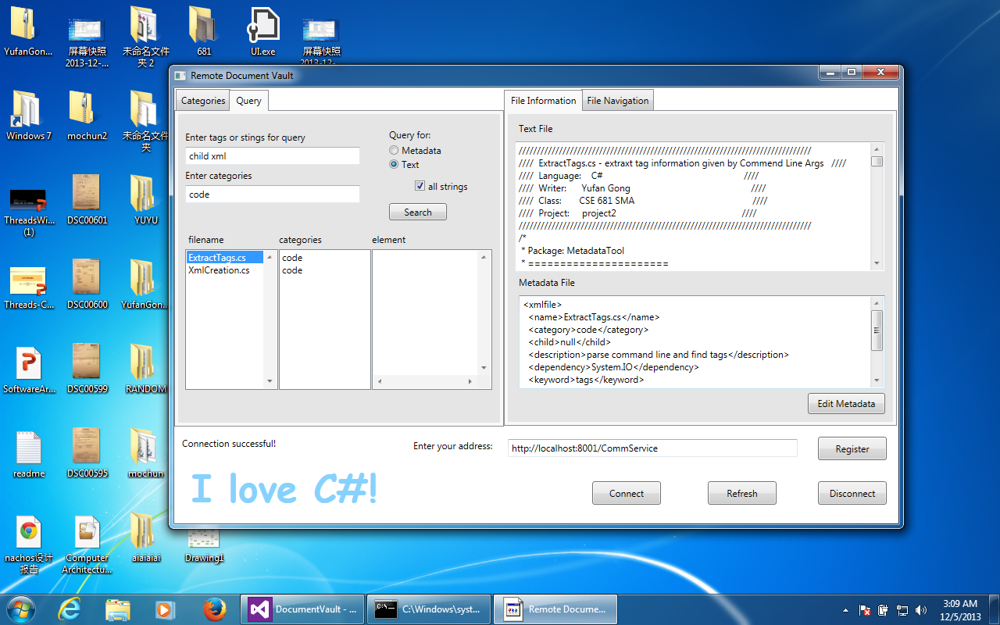 YufanGon...
屏幕快照
2013-12-...
未命名文件
夹 2
681
UI.exe
屏幕快照
2013-12-...
Windows 7
mochun2
未命名文件
夹
ThreadsWi...
(1)
DSC00601
YUYU
Threads-C...
DSC00600
YufanGon...
SoftwareAr...
DSC00599
RANDOM
readme
DSC00595
mochun
nachos设计
报告
Computer
Architectu...
aiaiaiai
Drawing1
Remote Document Vault
Categories
Query
Enter tags or stings for query
child xml
Enter categories
code
Query for:
Metadata
Text
all strings
Search
filename
categories
element
ExtractTags.cs
code
XmlCreation.cs
code
File Information
File Navigation
Text File
////////////////////////////////////////////////////////////////////////////////
//// ExtractTags.cs - extraxt tag information given by Commend Line Args ////
//// Language: C# ////
//// Writer: Yufan Gong ////
//// Class: CSE 681 SMA ////
//// Project: project2 ////
////////////////////////////////////////////////////////////////////////////////
/*
* Package: MetadataTool
* ======================
Metadata File
<xmlfile>
<name>ExtractTags.cs</name>
<category>code</category>
<child>null</child>
<description>parse command line and find tags</description>
<dependency>System.IO</dependency>
<keyword>tags</keyword>
Edit Metadata
Connection successful!
Enter your address:
http://localhost:8001/CommService
Register
I love C#!
Connect
Refresh
Disconnect
DocumentVault - ...
C:\Windows\syst...
Remote Docume...
3:09 AM
12/5/2013